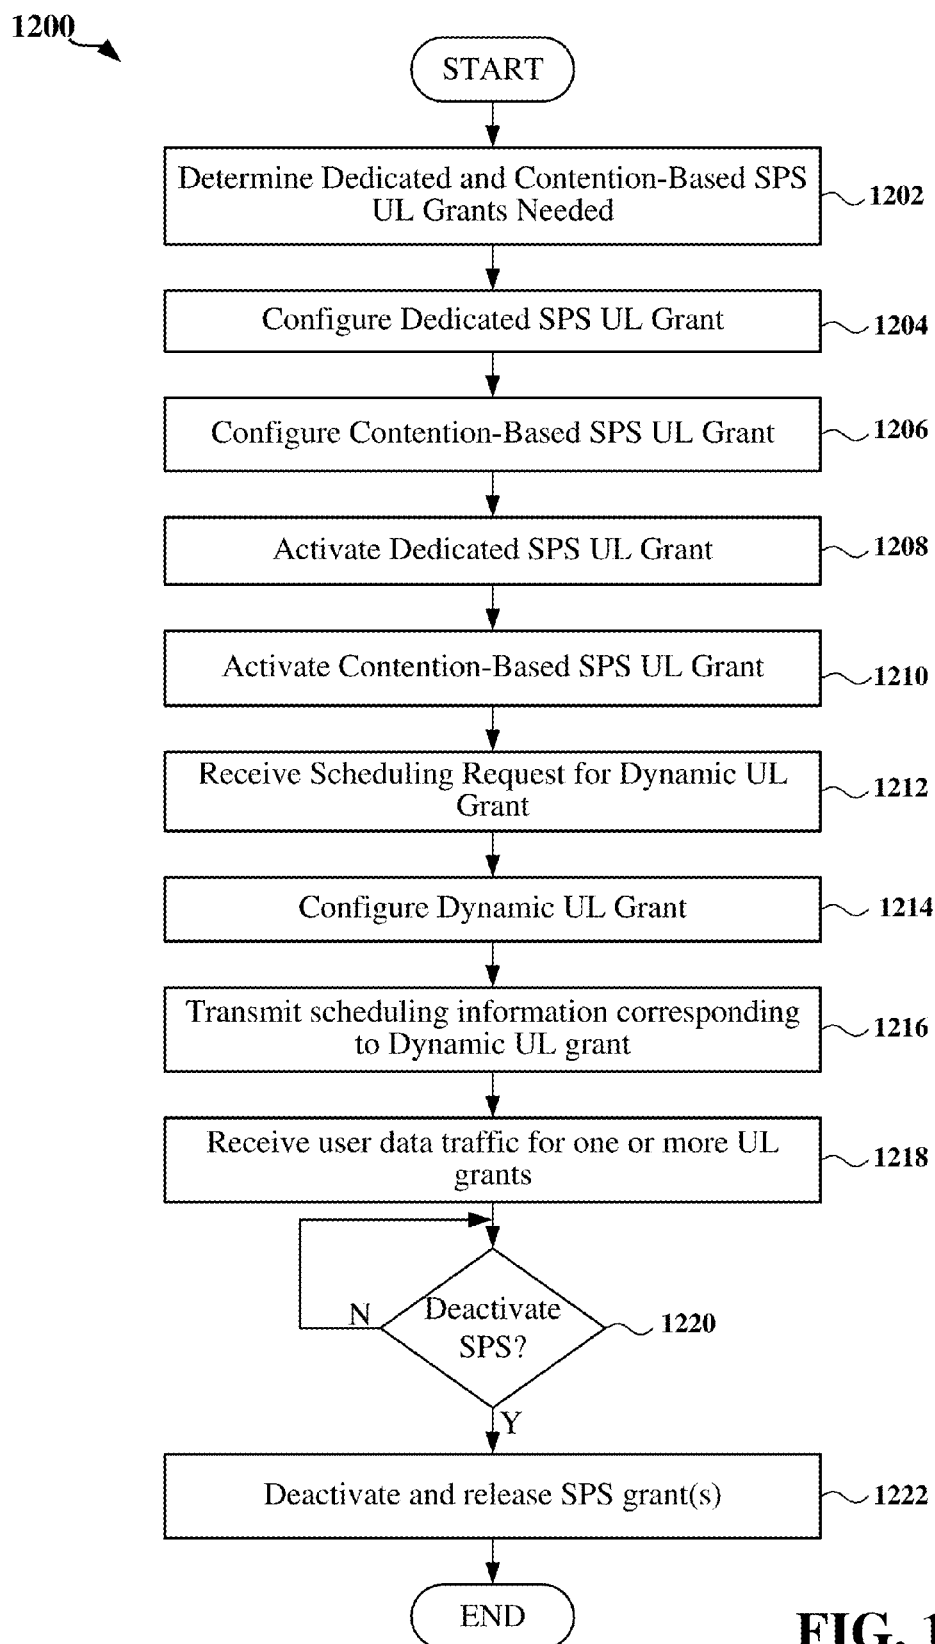 1200
START
Determine Dedicated and Contention-Based SPS
UL Grants Needed
1202
Configure Dedicated SPS UL Grant
1204
Configure Contention-Based SPS UL Grant
1206
Activate Dedicated SPS UL Grant
1208
Activate Contention-Based SPS UL Grant
1210
Receive Scheduling Request for Dynamic UL
Grant
1212
Configure Dynamic UL Grant
1214
Transmit scheduling information corresponding
to Dynamic UL grant
1216
Receive user data traffic for one or more UL
grants
1218
N
Deactivate
SPS?
1220
Y
Deactivate and release SPS grant(s)
1222
END
FIG.